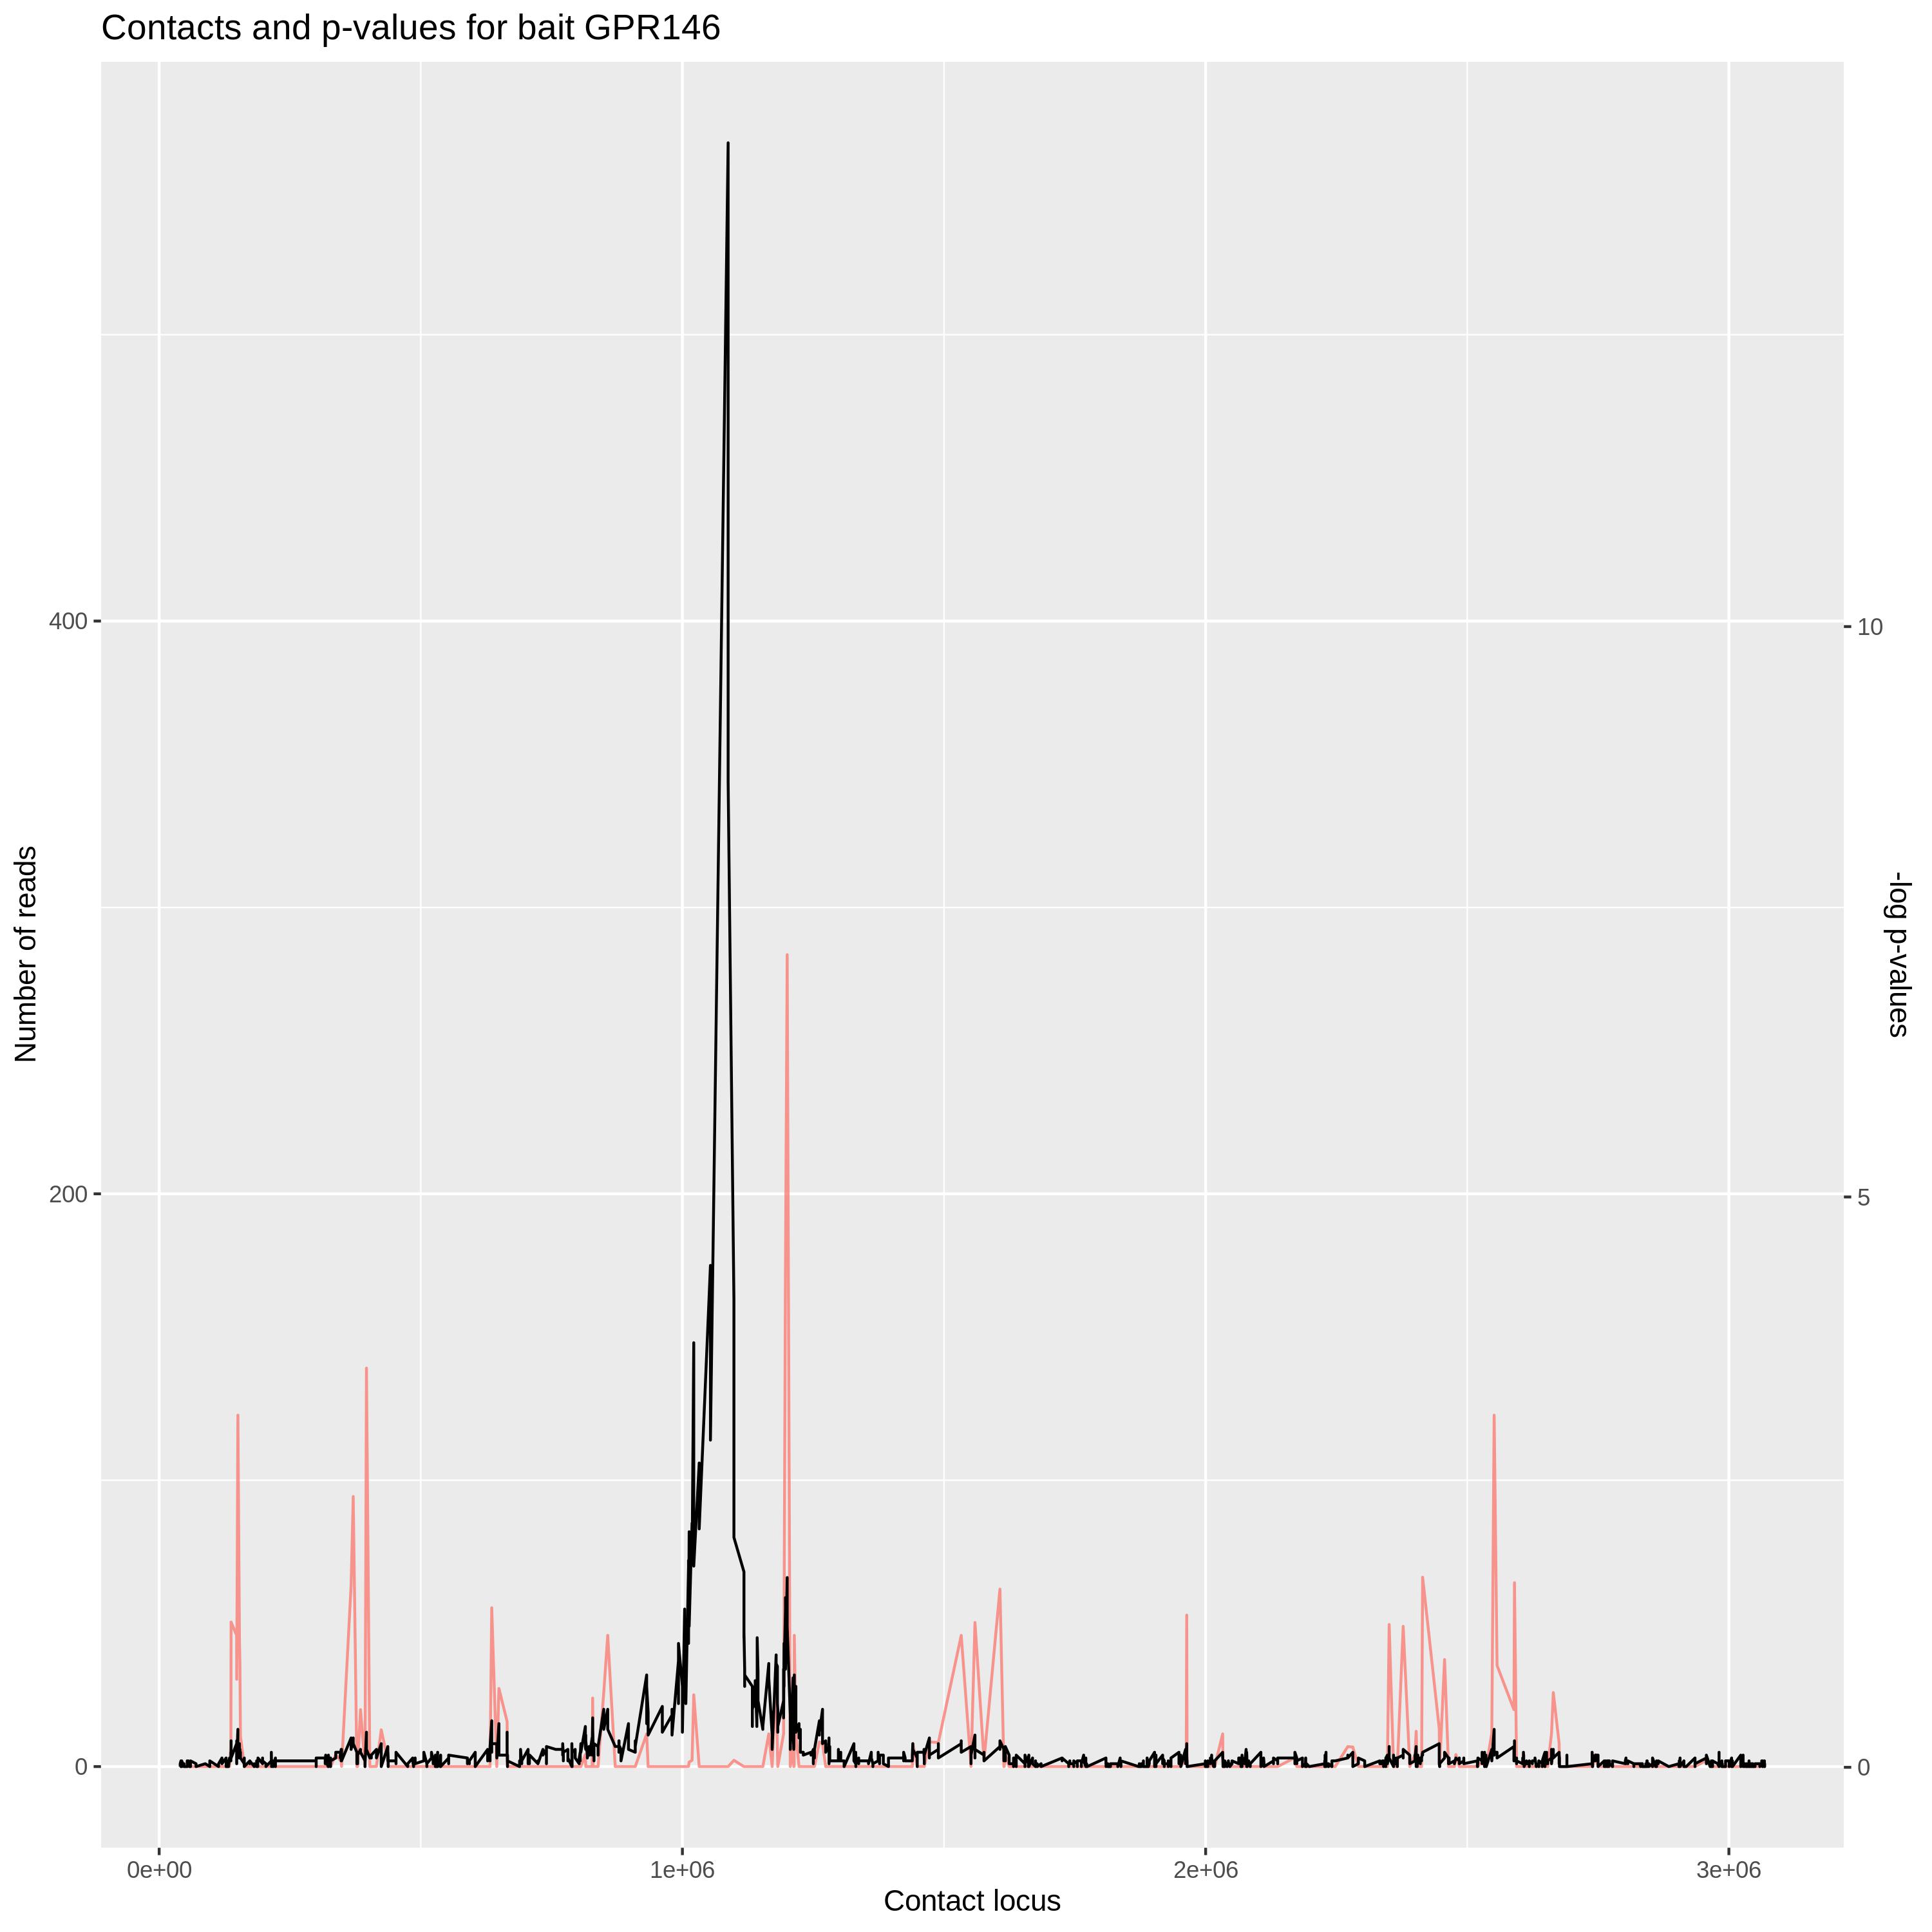 Contacts and p-values for bait GPR146
Number of reads
400
200
0
10
5
0
-log p-values
0e+00 1e+06 2e+06 3e+06
Contact locus